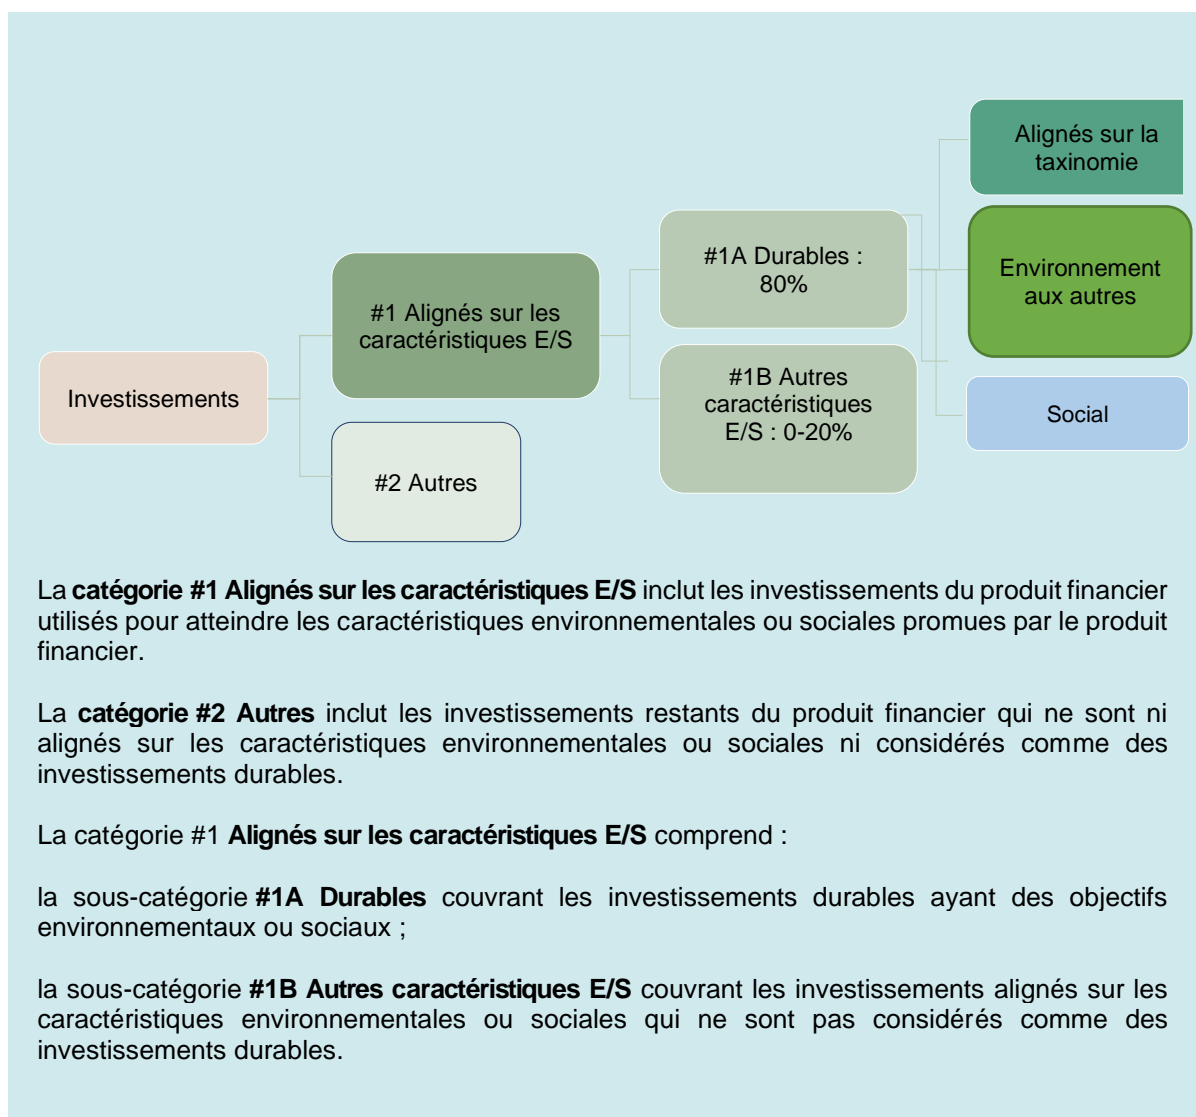 Alignés sur la
taxinomie
#1A Durables :
80%
Environnement
aux autres
#1 Alignés sur les
caractéristiques E/S
#1B Autres
caractéristiques
E/S : 0-20%
Investissements
Social
#2 Autres
La catégorie #1 Alignés sur les caractéristiques E/S inclut les investissements du produit financier
utilisés pour atteindre les caractéristiques environnementales ou sociales promues par le produit
financier.
La catégorie #2 Autres inclut les investissements restants du produit financier qui ne sont ni
alignés sur les caractéristiques environnementales ou sociales ni considérés comme des
investissements durables.
La catégorie #1 Alignés sur les caractéristiques E/S comprend :
la sous-catégorie #1A Durables couvrant les investissements durables ayant des objectifs
environnementaux ou sociaux ;
la sous-catégorie #1B Autres caractéristiques E/S couvrant les investissements alignés sur les
caractéristiques environnementales ou sociales qui ne sont pas considérés comme des
investissements durables.